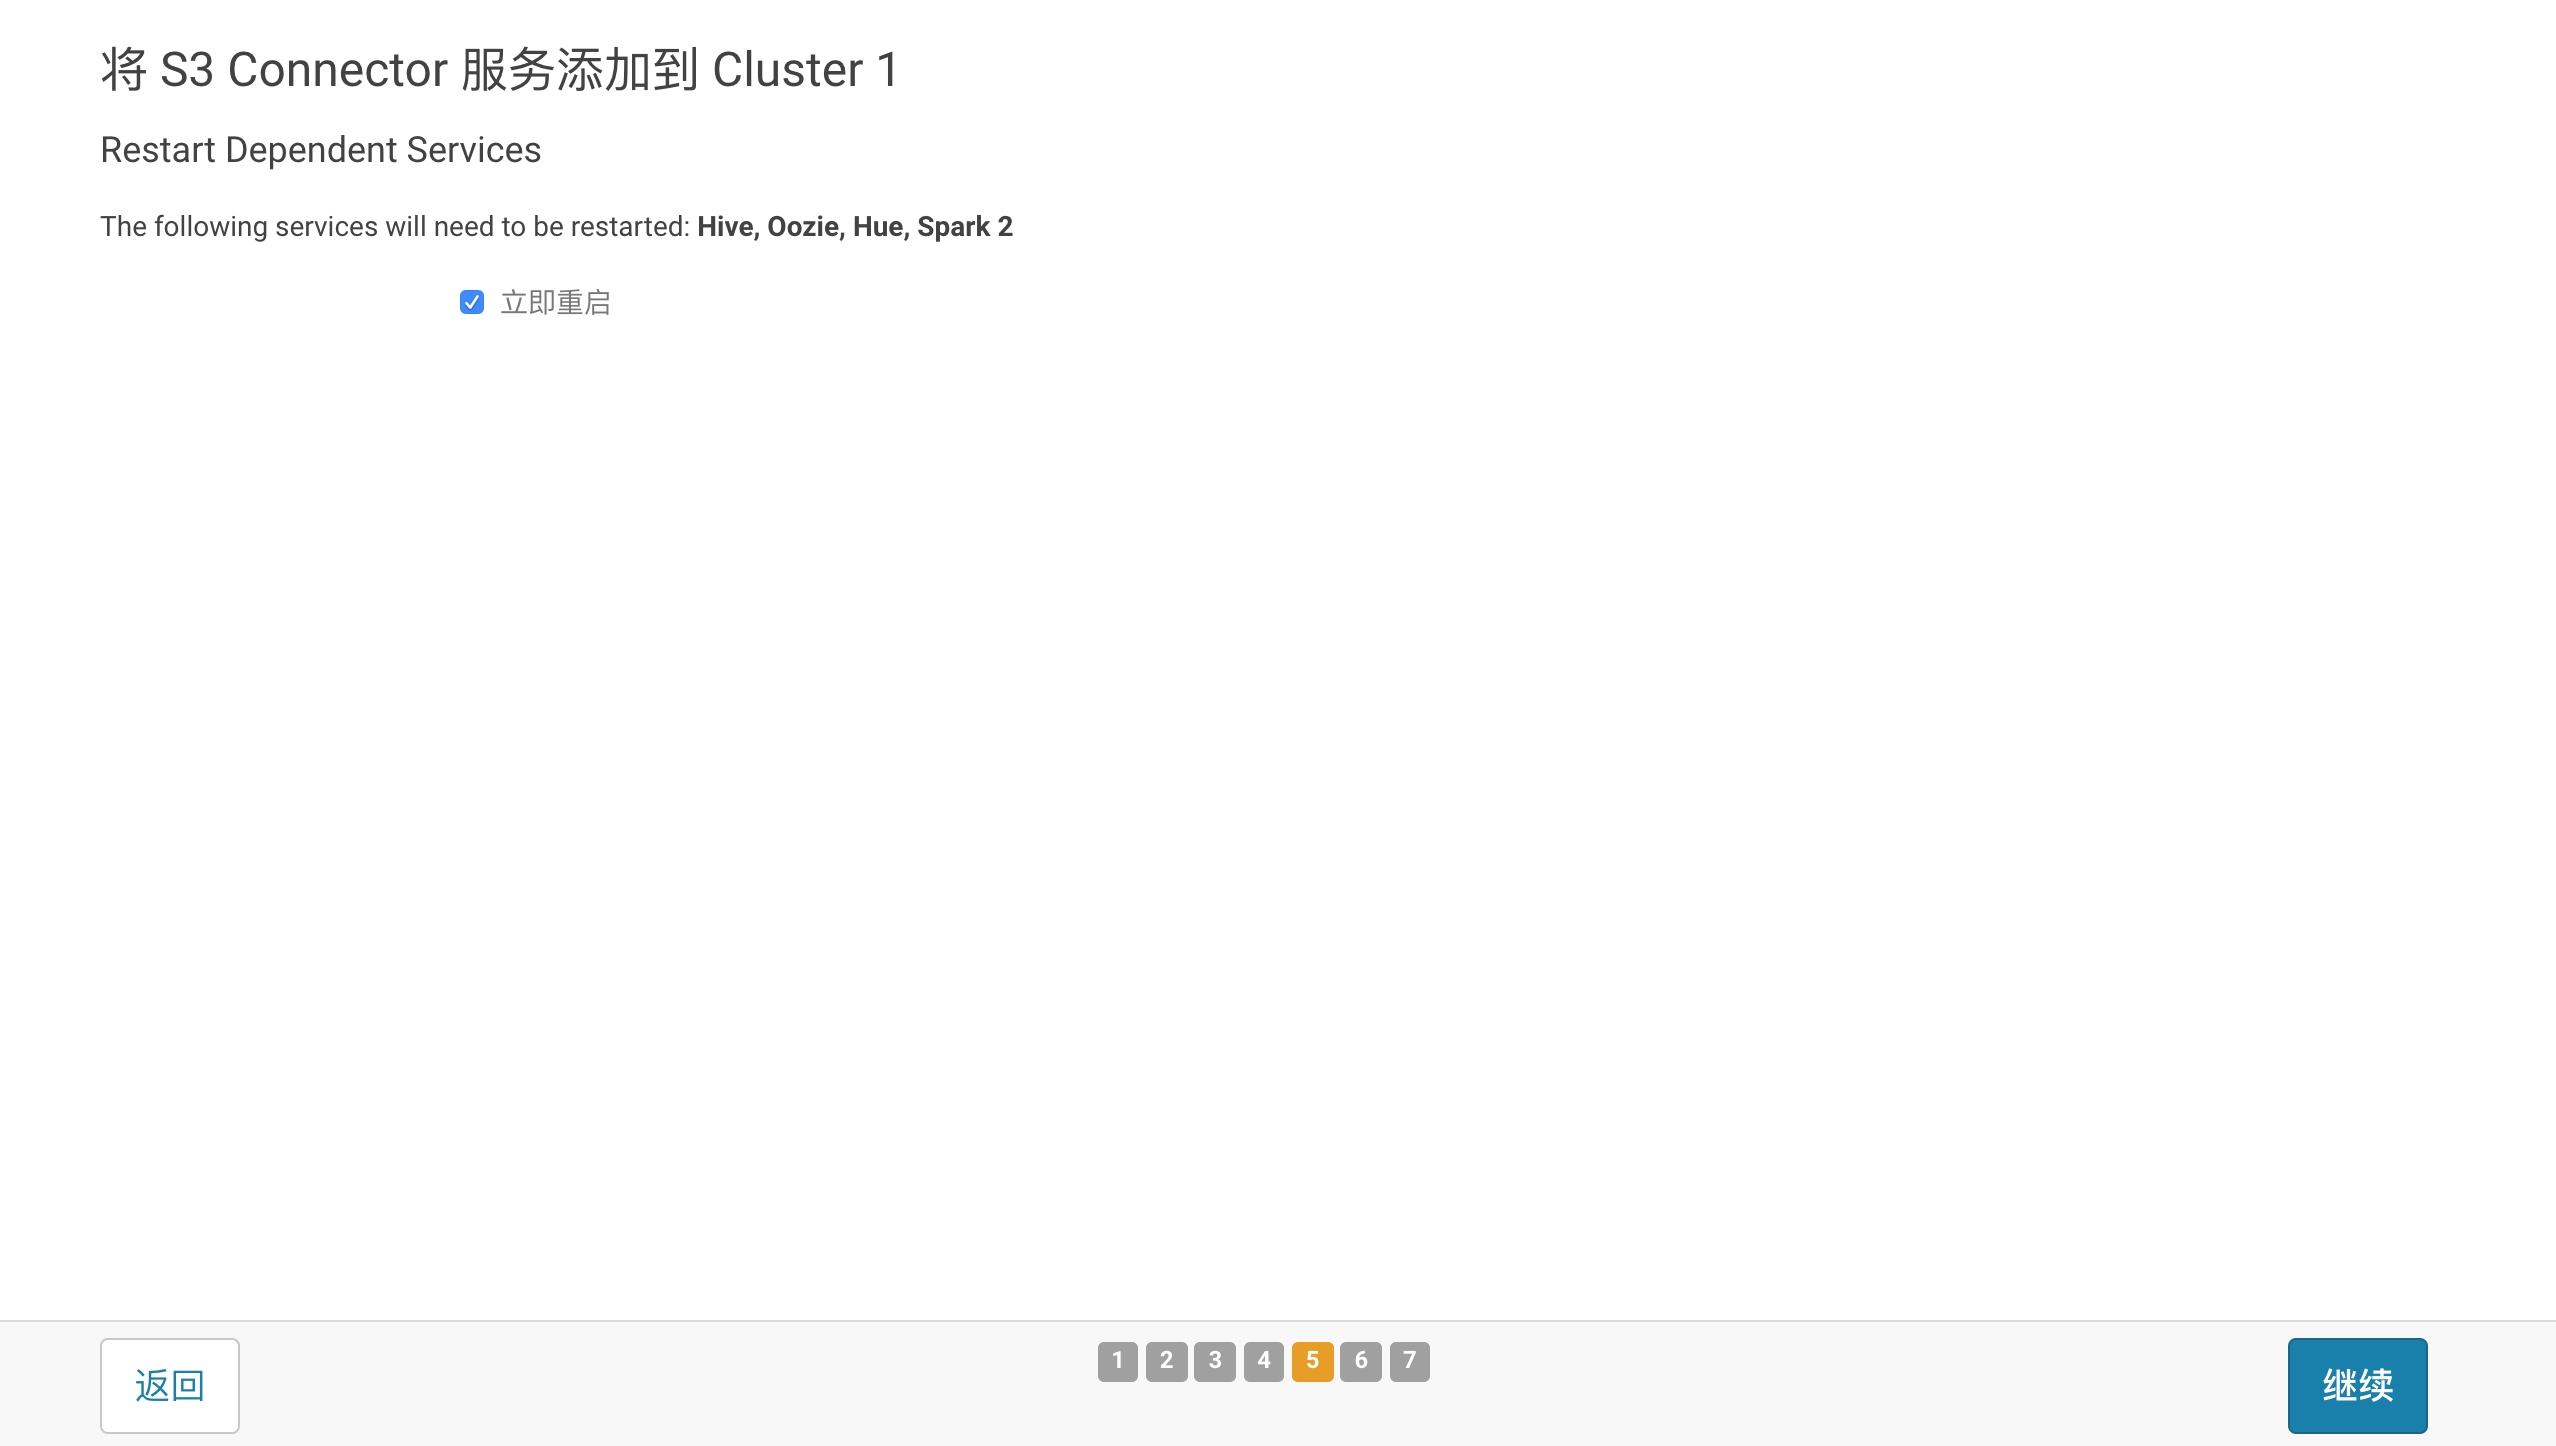 将 S3 Connector 服务添加到 Cluster 1
Restart Dependent Services
The following services will need to be restarted: Hive, Oozie, Hue, Spark 2
立即重启
返回
1 2 3 4 5 6 7
继续